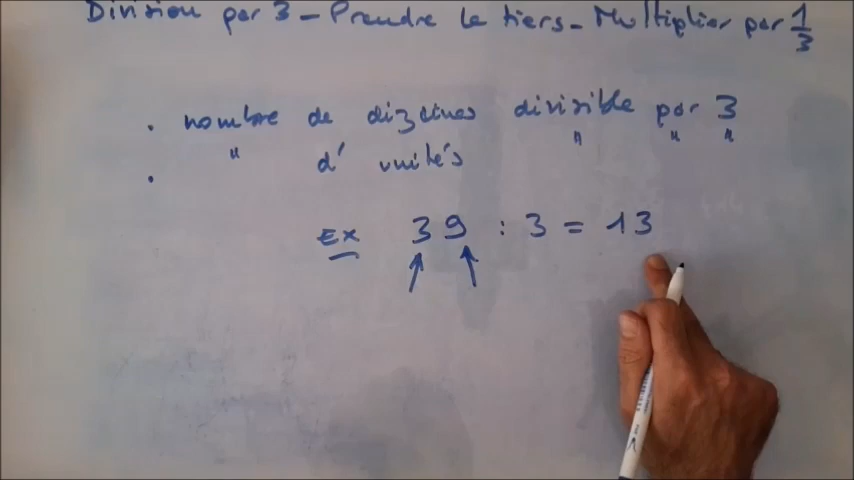 Division par 3 - Prendre le tiers - Multiplier par 1/3
. nombre de dizaines divisible par 3
. " d' unités " " "
Ex 39 : 3 = 13